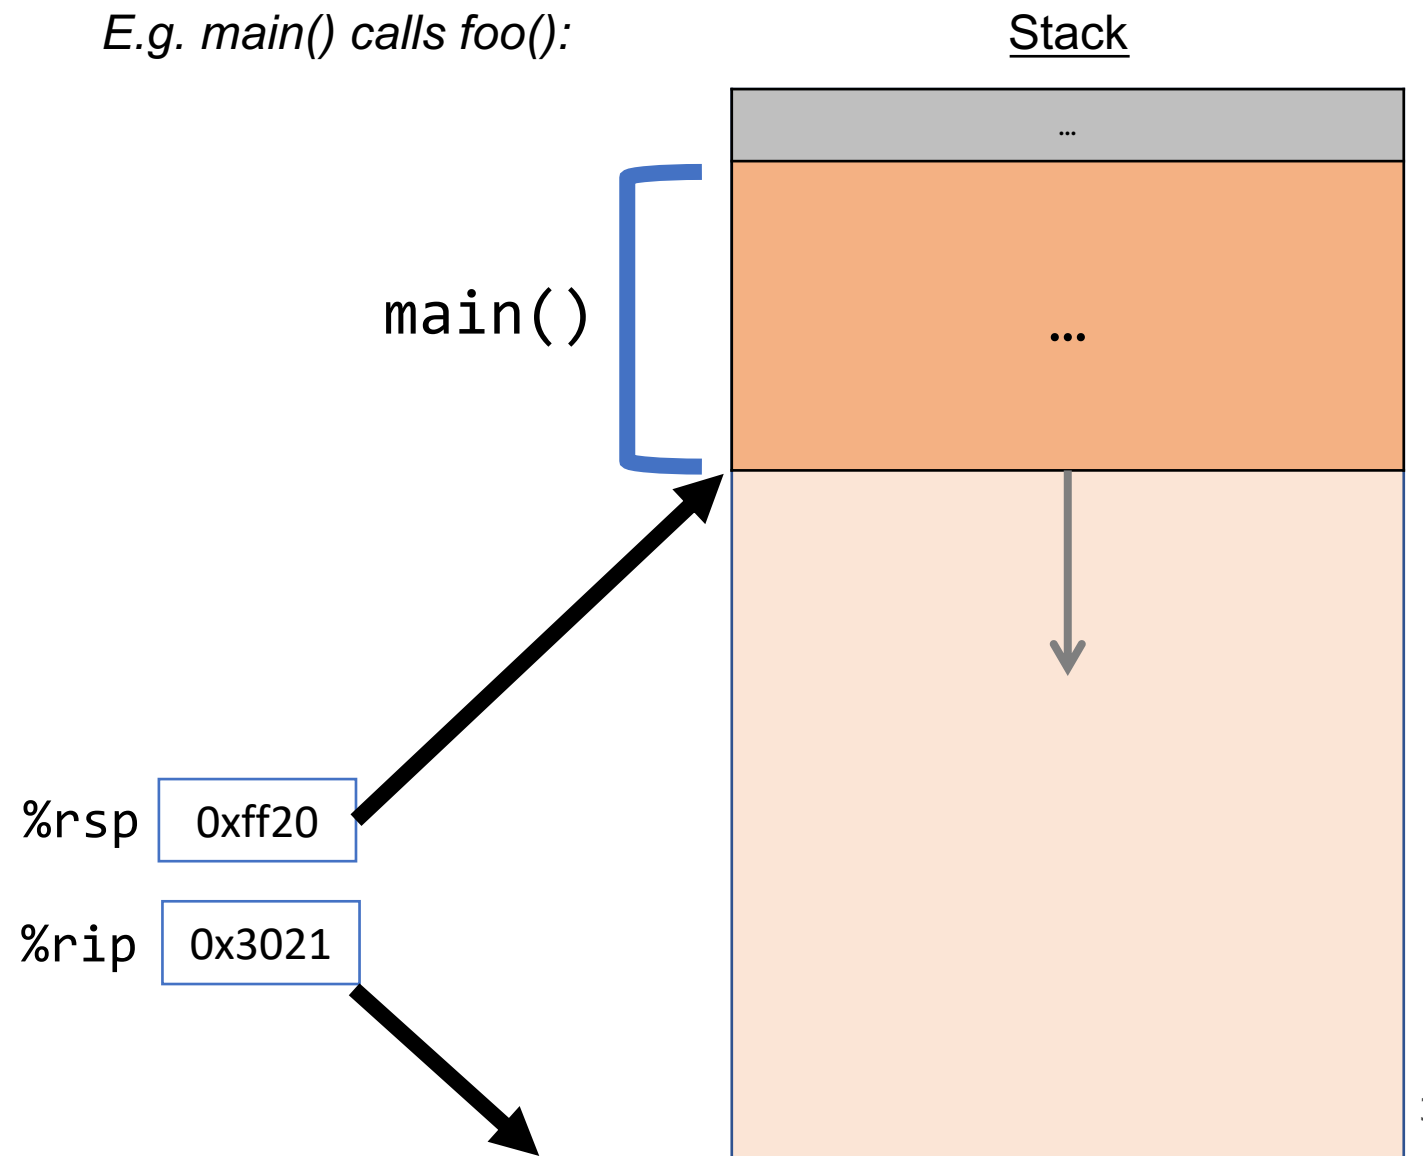 E.g. main() calls foo():
Stack
…
main()
…
%rsp 0xff20
%rip 0x3021